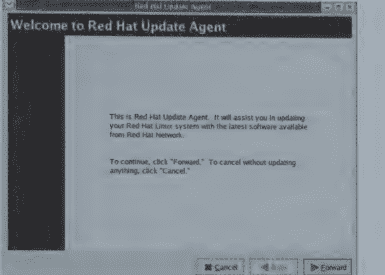 Red Hat Update Agent
Welcome to Red Hat Update Agent
This is Red Hat Update Agent. It will assist you in updating
your Red Hat Linux system with the latest software available
from Red Hat Network.
To continue, click "Forward." To cancel without updating
anything, click "Cancel."
Cancel
Back
Forward